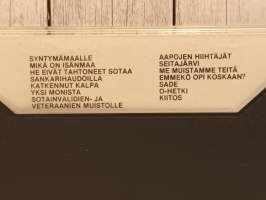 SYNTYMÄMAALLE
MIKÄ ON ISÄNMAA
HE EIVÄT TAHTONEET SOTAA
SANKARIHAUDOILLA
KATKENNUT KALPA
YKSI MONISTA
SOTAINVALIDIEN- JA
VETERAANIEN MUISTOLLE
AAPOJEN HIIHTÄJÄT
SEITAJÄRVI
ME MUISTAMME TEITÄ
EMMEKÖ OPI KOSKAAN?
SADE
O-HETKI
KIITOS